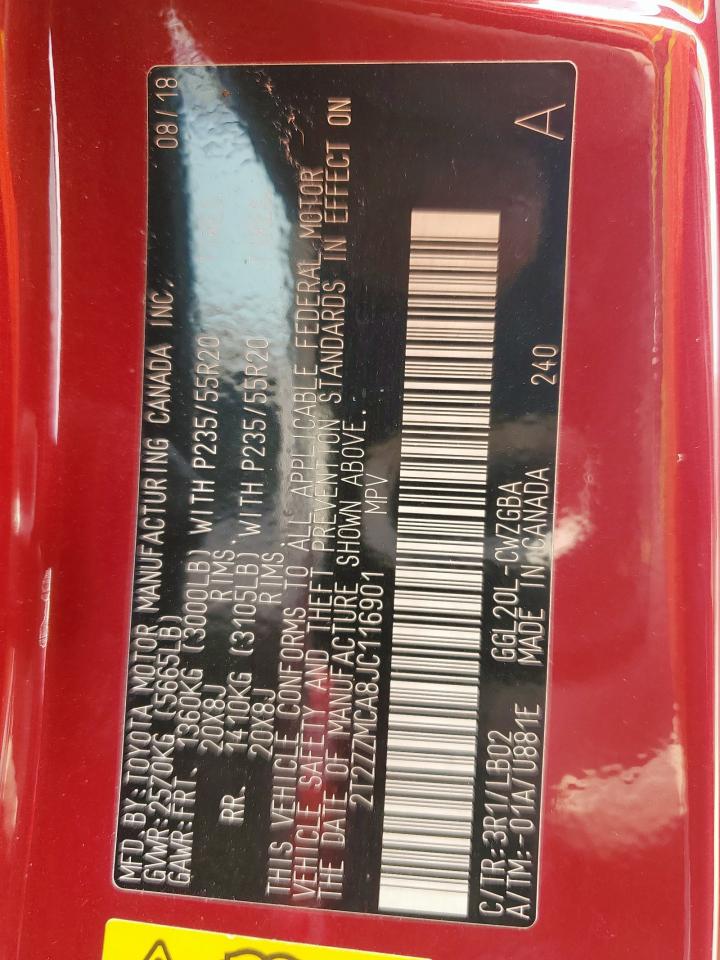 MFD. BY:TOYOTA MOTOR MANUFACTURING CANADA INC. 08/18
GVWR:2570KG (5665LB)
GAWR:FRT. 1360KG (3000LB) WITH P235/55R20
20X8J RIMS,
RR. 1410KG (3105LB) WITH P235/55R20
20X8J RIMS,
THIS VEHICLE CONFORMS TO ALL APPLICABLE FEDERAL MOTOR
VEHICLE SAFETY AND THEFT PREVENTION STANDARDS IN EFFECT ON
THE DATE OF MANUFACTURE SHOWN ABOVE.
2T2ZZMCA8JC116901 MPV
C/TR:3R1/LB02 GGL20L-CWZGBA 240 A
A/TM:-01A/U881E MADE IN CANADA